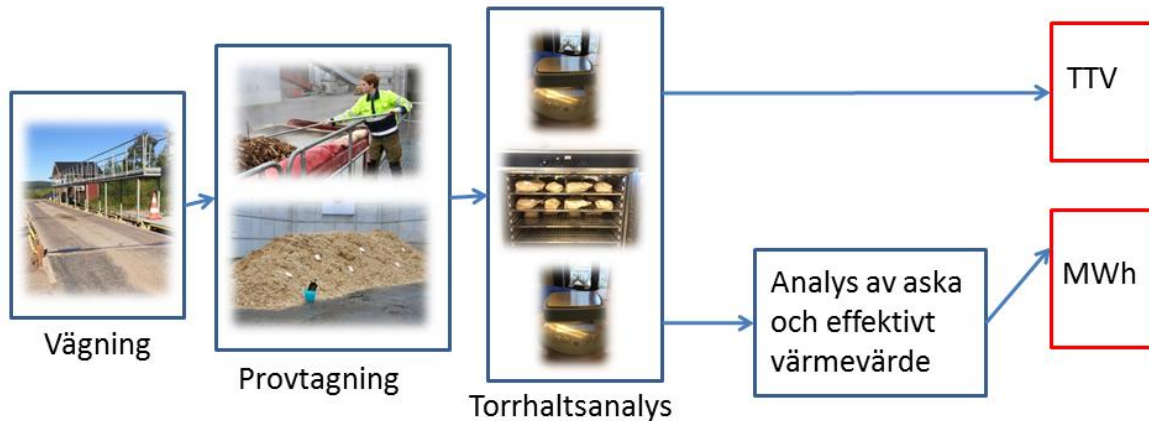 Vägning
Provtagning
Torrhaltsanalys
Analys av aska
och effektivt
värmevärde
TTV
MWh